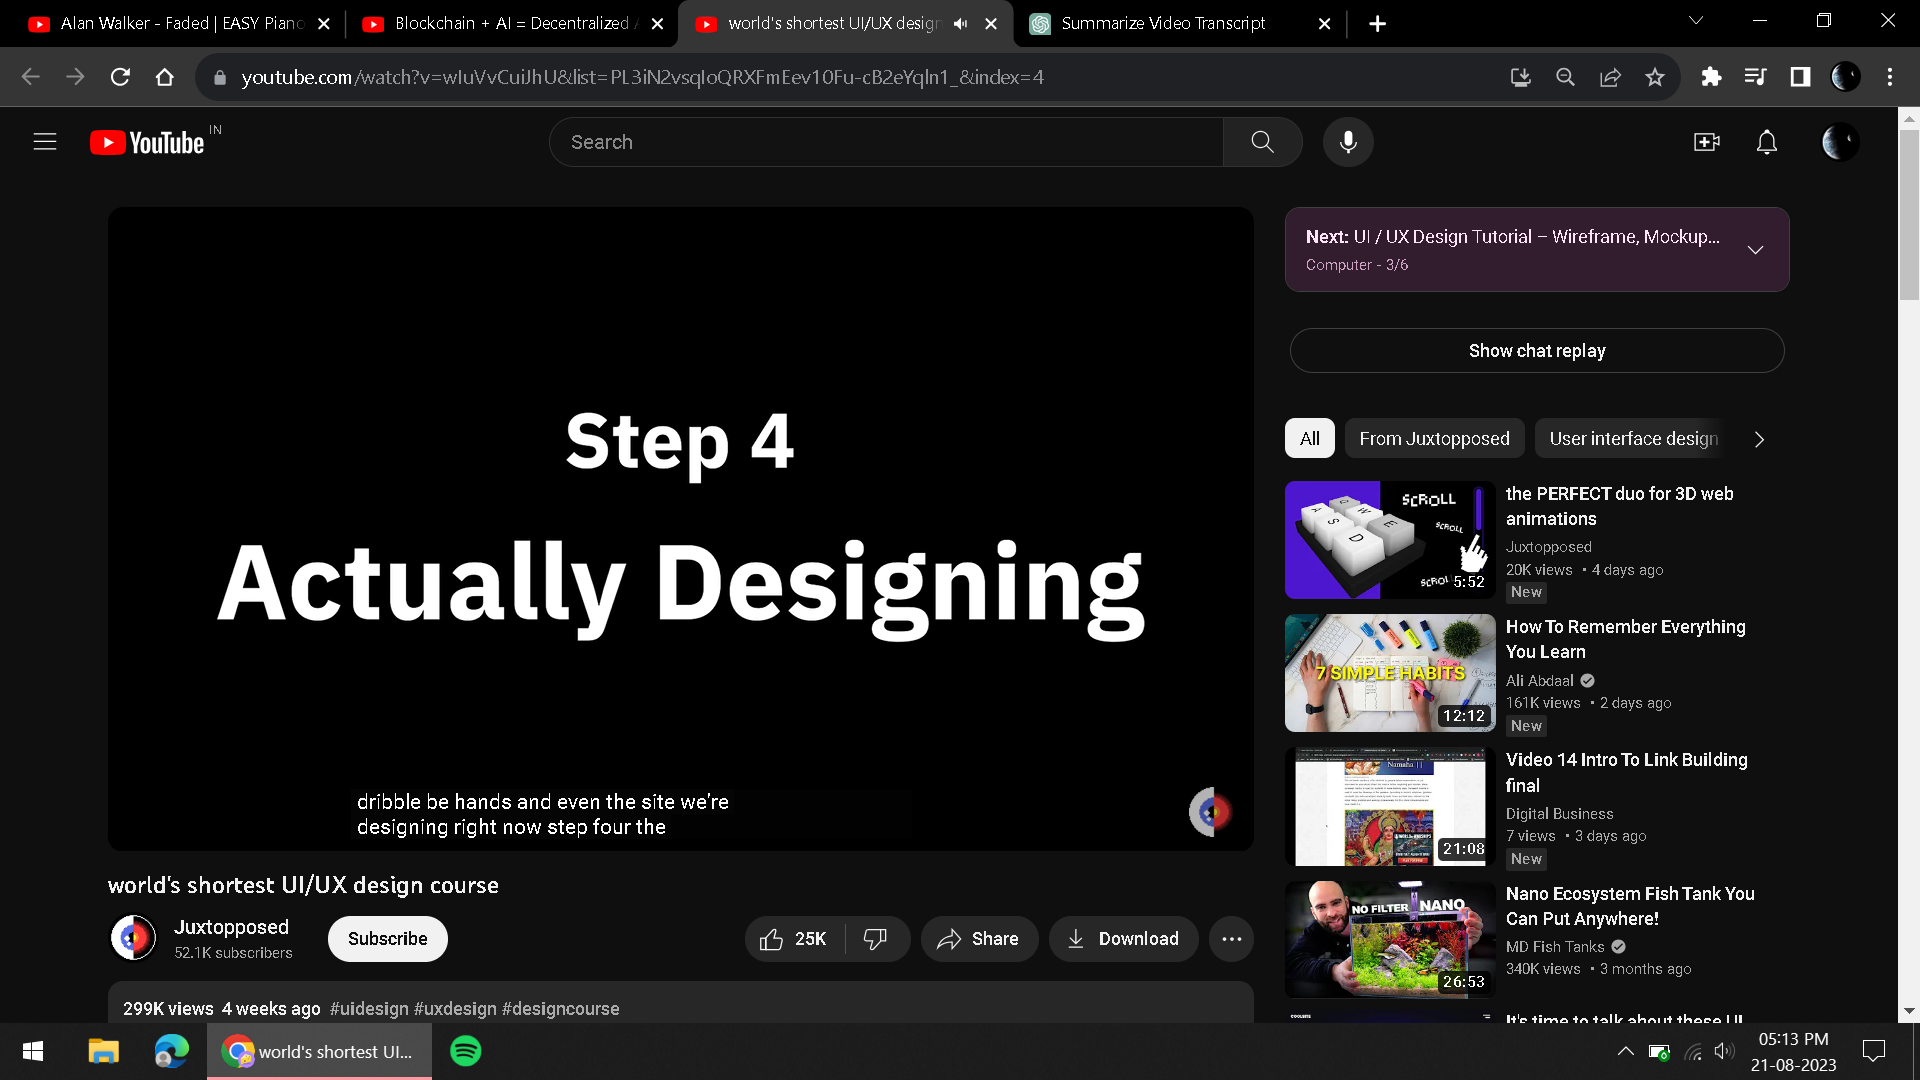 Alan Walker - Faded | EASY Piano
Blockchain + AI = Decentralized
world's shortest UI/UX design
Summarize Video Transcript
youtube.com/watch?v=wIuVvCuiJhU&list=PL3iN2vsqIoQRXFmEev10Fu-cB2eYqln1_&index=4
YouTube IN
Search
Step 4
Actually Designing
dribble be hands and even the site we're
designing right now step four the
world's shortest UI/UX design course
Juxtopposed
52.1K subscribers
Subscribe
25K
Share
Download
299K views 4 weeks ago #uidesign #uxdesign #designcourse
Next: UI / UX Design Tutorial – Wireframe, Mockup...
Computer - 3/6
Show chat replay
All
From Juxtopposed
User interface design
SCROLL
SCROLL
SCROLL
A S D W E
5:52
the PERFECT duo for 3D web
animations
Juxtopposed
20K views • 4 days ago
New
7 SIMPLE HABITS
12:12
How To Remember Everything
You Learn
Ali Abdaal
161K views • 2 days ago
New
Namaha ||
21:08
Video 14 Intro To Link Building
final
Digital Business
7 views • 3 days ago
New
NO FILTER NANO
26:53
Nano Ecosystem Fish Tank You
Can Put Anywhere!
MD Fish Tanks
340K views • 3 months ago
It's time to talk about these UI
world's shortest UI...
05:13 PM
21-08-2023